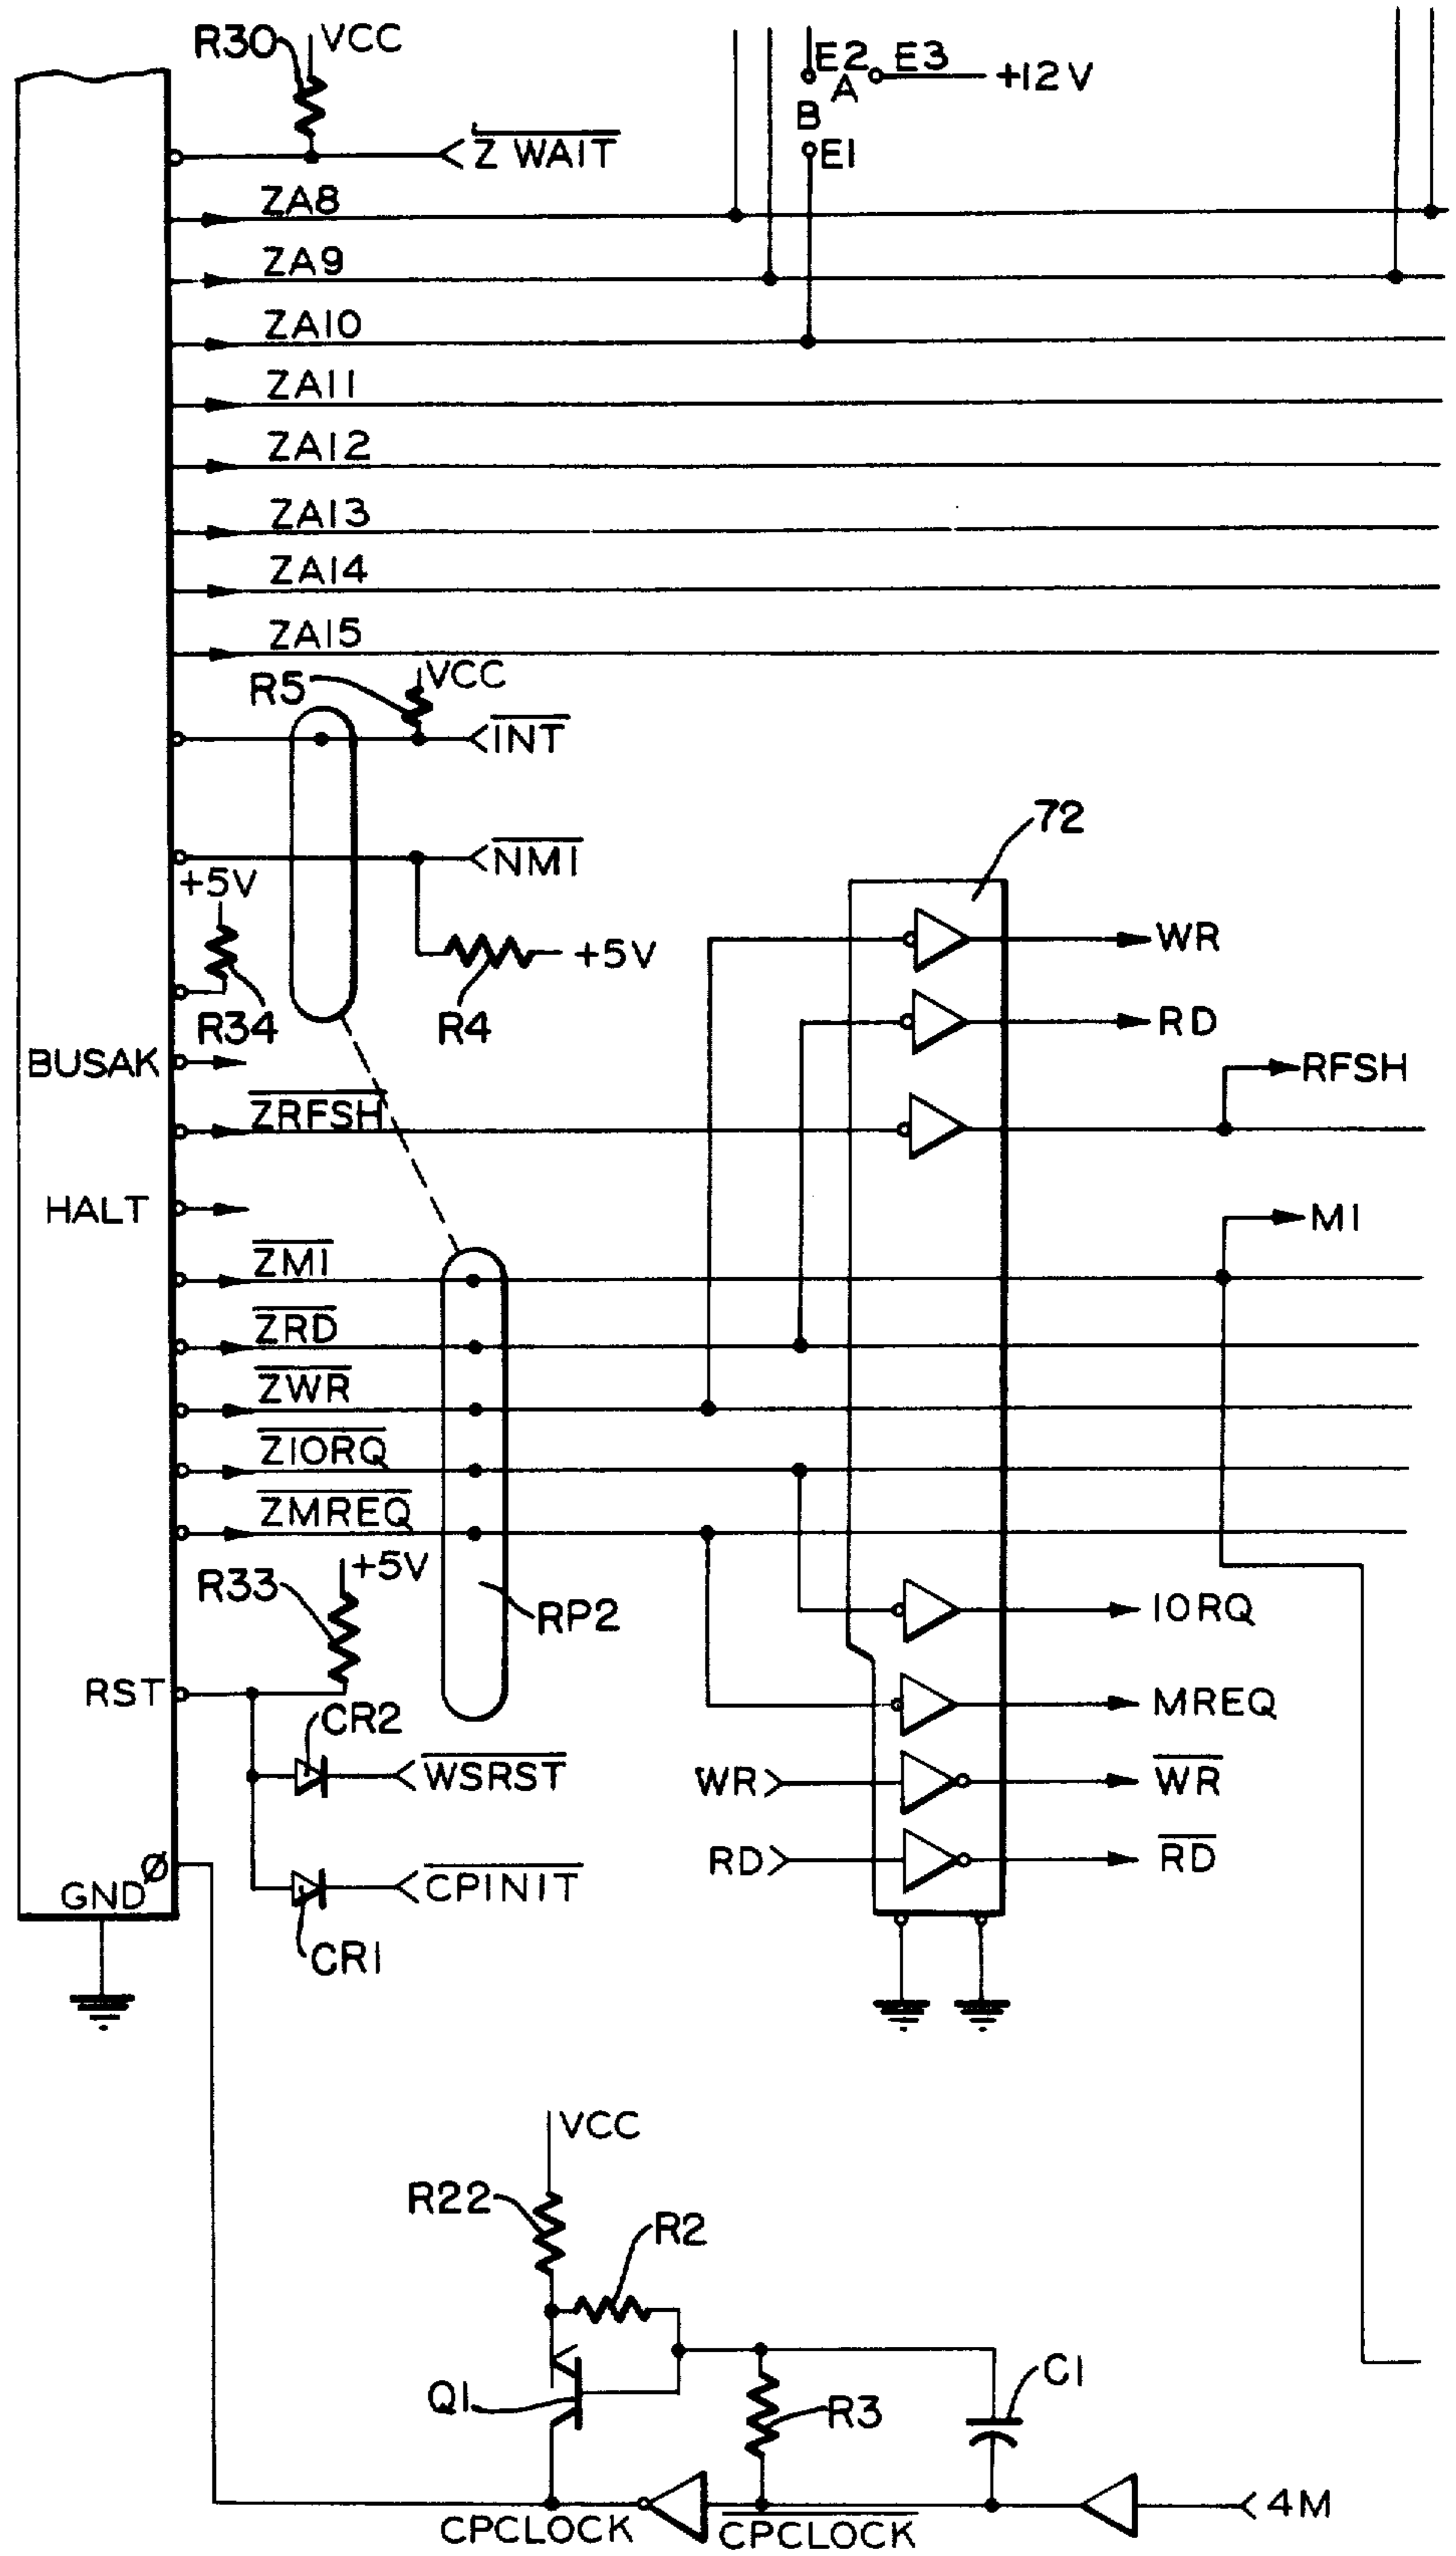 R30 VCC
E2 E3
A +12V
B
Z WAIT
E1
ZA8
ZA9
ZA10
ZA11
ZA12
ZA13
ZA14
ZA15
R5 VCC
INT
72
NMI
+5V
WR
+5V
R34 R4
RD
BUSAK
RFSH
ZRFSH
HALT
M1
ZM1
ZRD
ZWR
ZIORQ
ZMREQ
+5V
R33
RP2
IORQ
RST
MREQ
CR2
WSRST
WR WR
RD RD
Ø
CPINIT
GND
CR1
VCC
R22
R2
C1
Q1
R3
4M
CPCLOCK CPCLOCK